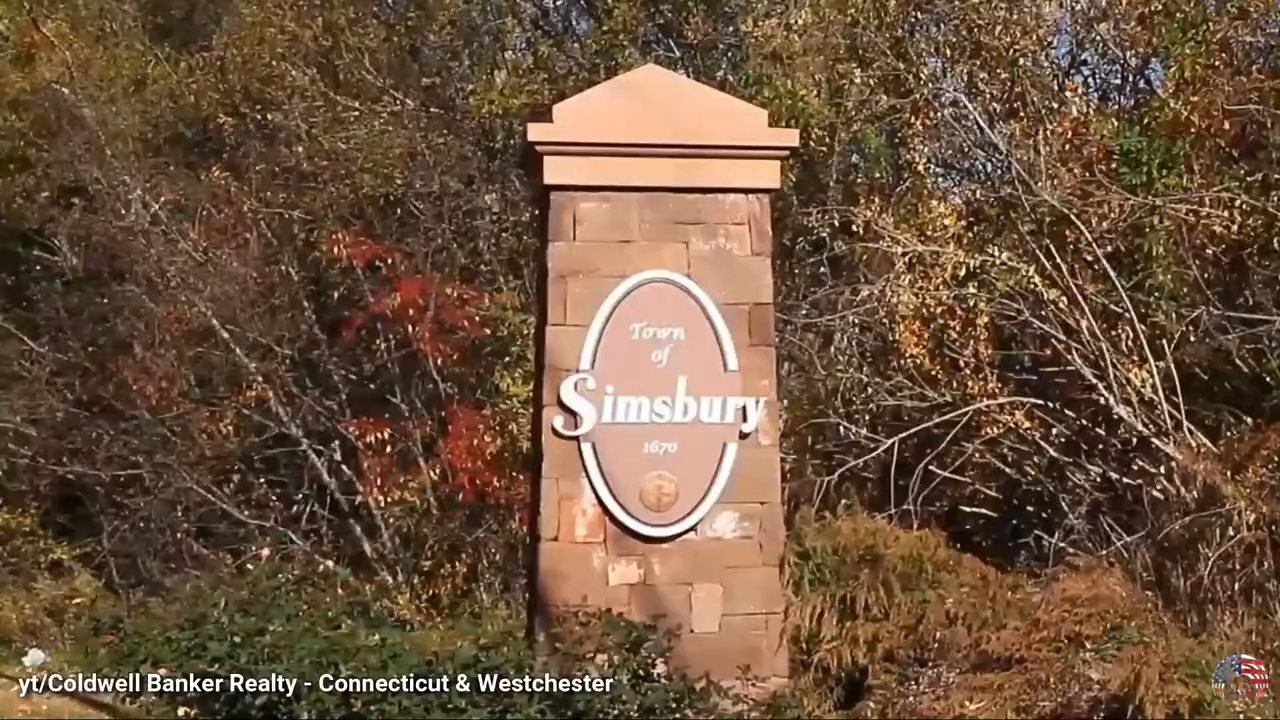 Town
of
Simsbury
1670
yt/Coldwell Banker Realty - Connecticut & Westchester